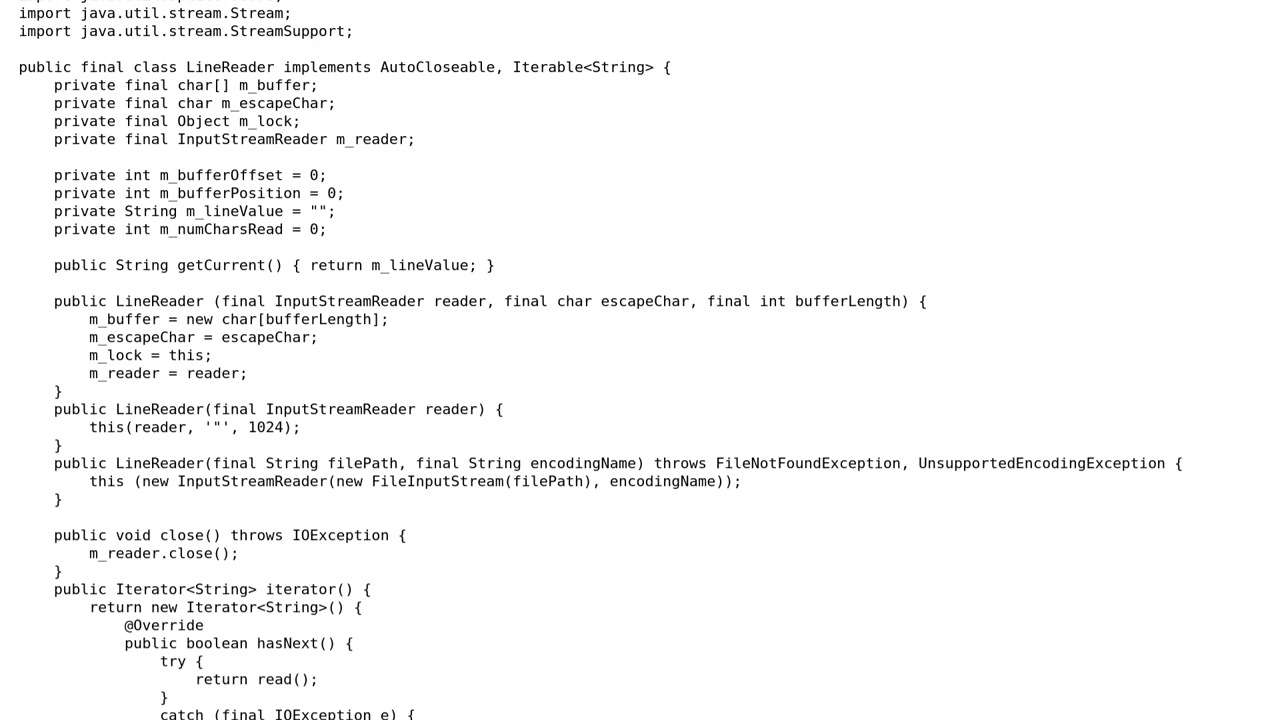 import java.util.stream.Stream;
import java.util.stream.StreamSupport;
public final class LineReader implements AutoCloseable, Iterable<String> {
private final char[] m_buffer;
private final char m_escapeChar;
private final Object m_lock;
private final InputStreamReader m_reader;
private int m_bufferOffset = 0;
private int m_bufferPosition = 0;
private String m_lineValue = "";
private int m_numCharsRead = 0;
public String getCurrent() { return m_lineValue; }
public LineReader (final InputStreamReader reader, final char escapeChar, final int bufferLength) {
m_buffer = new char[bufferLength];
m_escapeChar = escapeChar;
m_lock = this;
m_reader = reader;
}
public LineReader(final InputStreamReader reader) {
this(reader, '"', 1024);
}
public LineReader(final String filePath, final String encodingName) throws FileNotFoundException, UnsupportedEncodingException {
this (new InputStreamReader(new FileInputStream(filePath), encodingName));
}
public void close() throws IOException {
m_reader.close();
}
public Iterator<String> iterator() {
return new Iterator<String>() {
@Override
public boolean hasNext() {
try {
return read();
}
catch (final IOException e) {